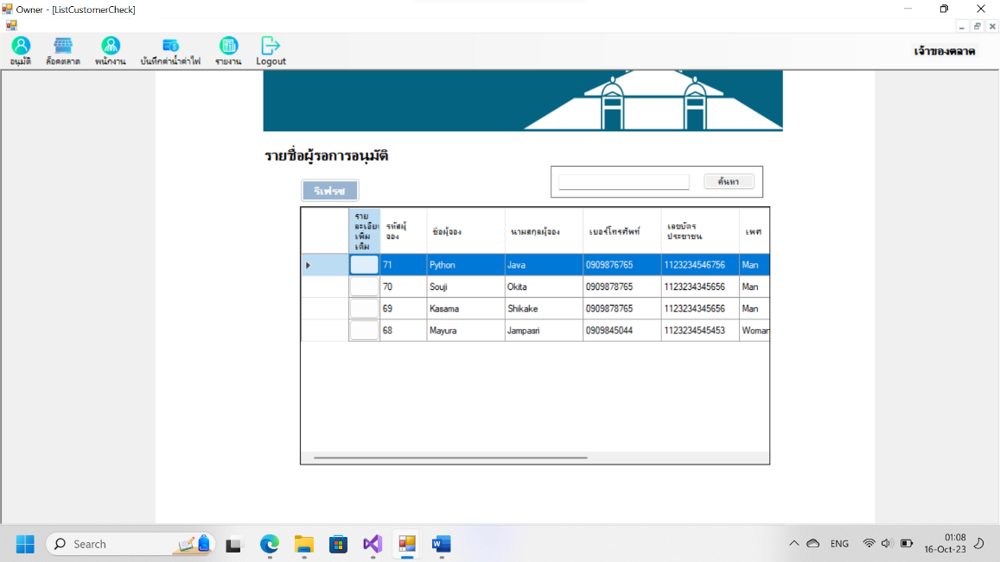 Owner - [ListCustomerCheck]
อนุมัติ ล็อคตลาด พนักงาน บันทึกค่าน้ำค่าไฟ รายงาน Logout เจ้าของตลาด
รายชื่อผู้รอการอนุมัติ
ค้นหา
รีเฟรช
ราย
ละเอีย
เพิ่ม
เติม
รหัสผู้
จอง
ชื่อผู้จอง
นามสกุลผู้จอง
เบอร์โทรศัพท์
เลขบัตร
ประชาชน
เพศ
71 Python Java 0909876765 1123234546756 Man
70 Souji Okita 0909878765 1123234345656 Man
69 Kasama Shikake 0909878765 1123234345656 Man
68 Mayura Jampasri 0909845044 1123234545453 Woman
Search
ENG
01:08
16-Oct-23